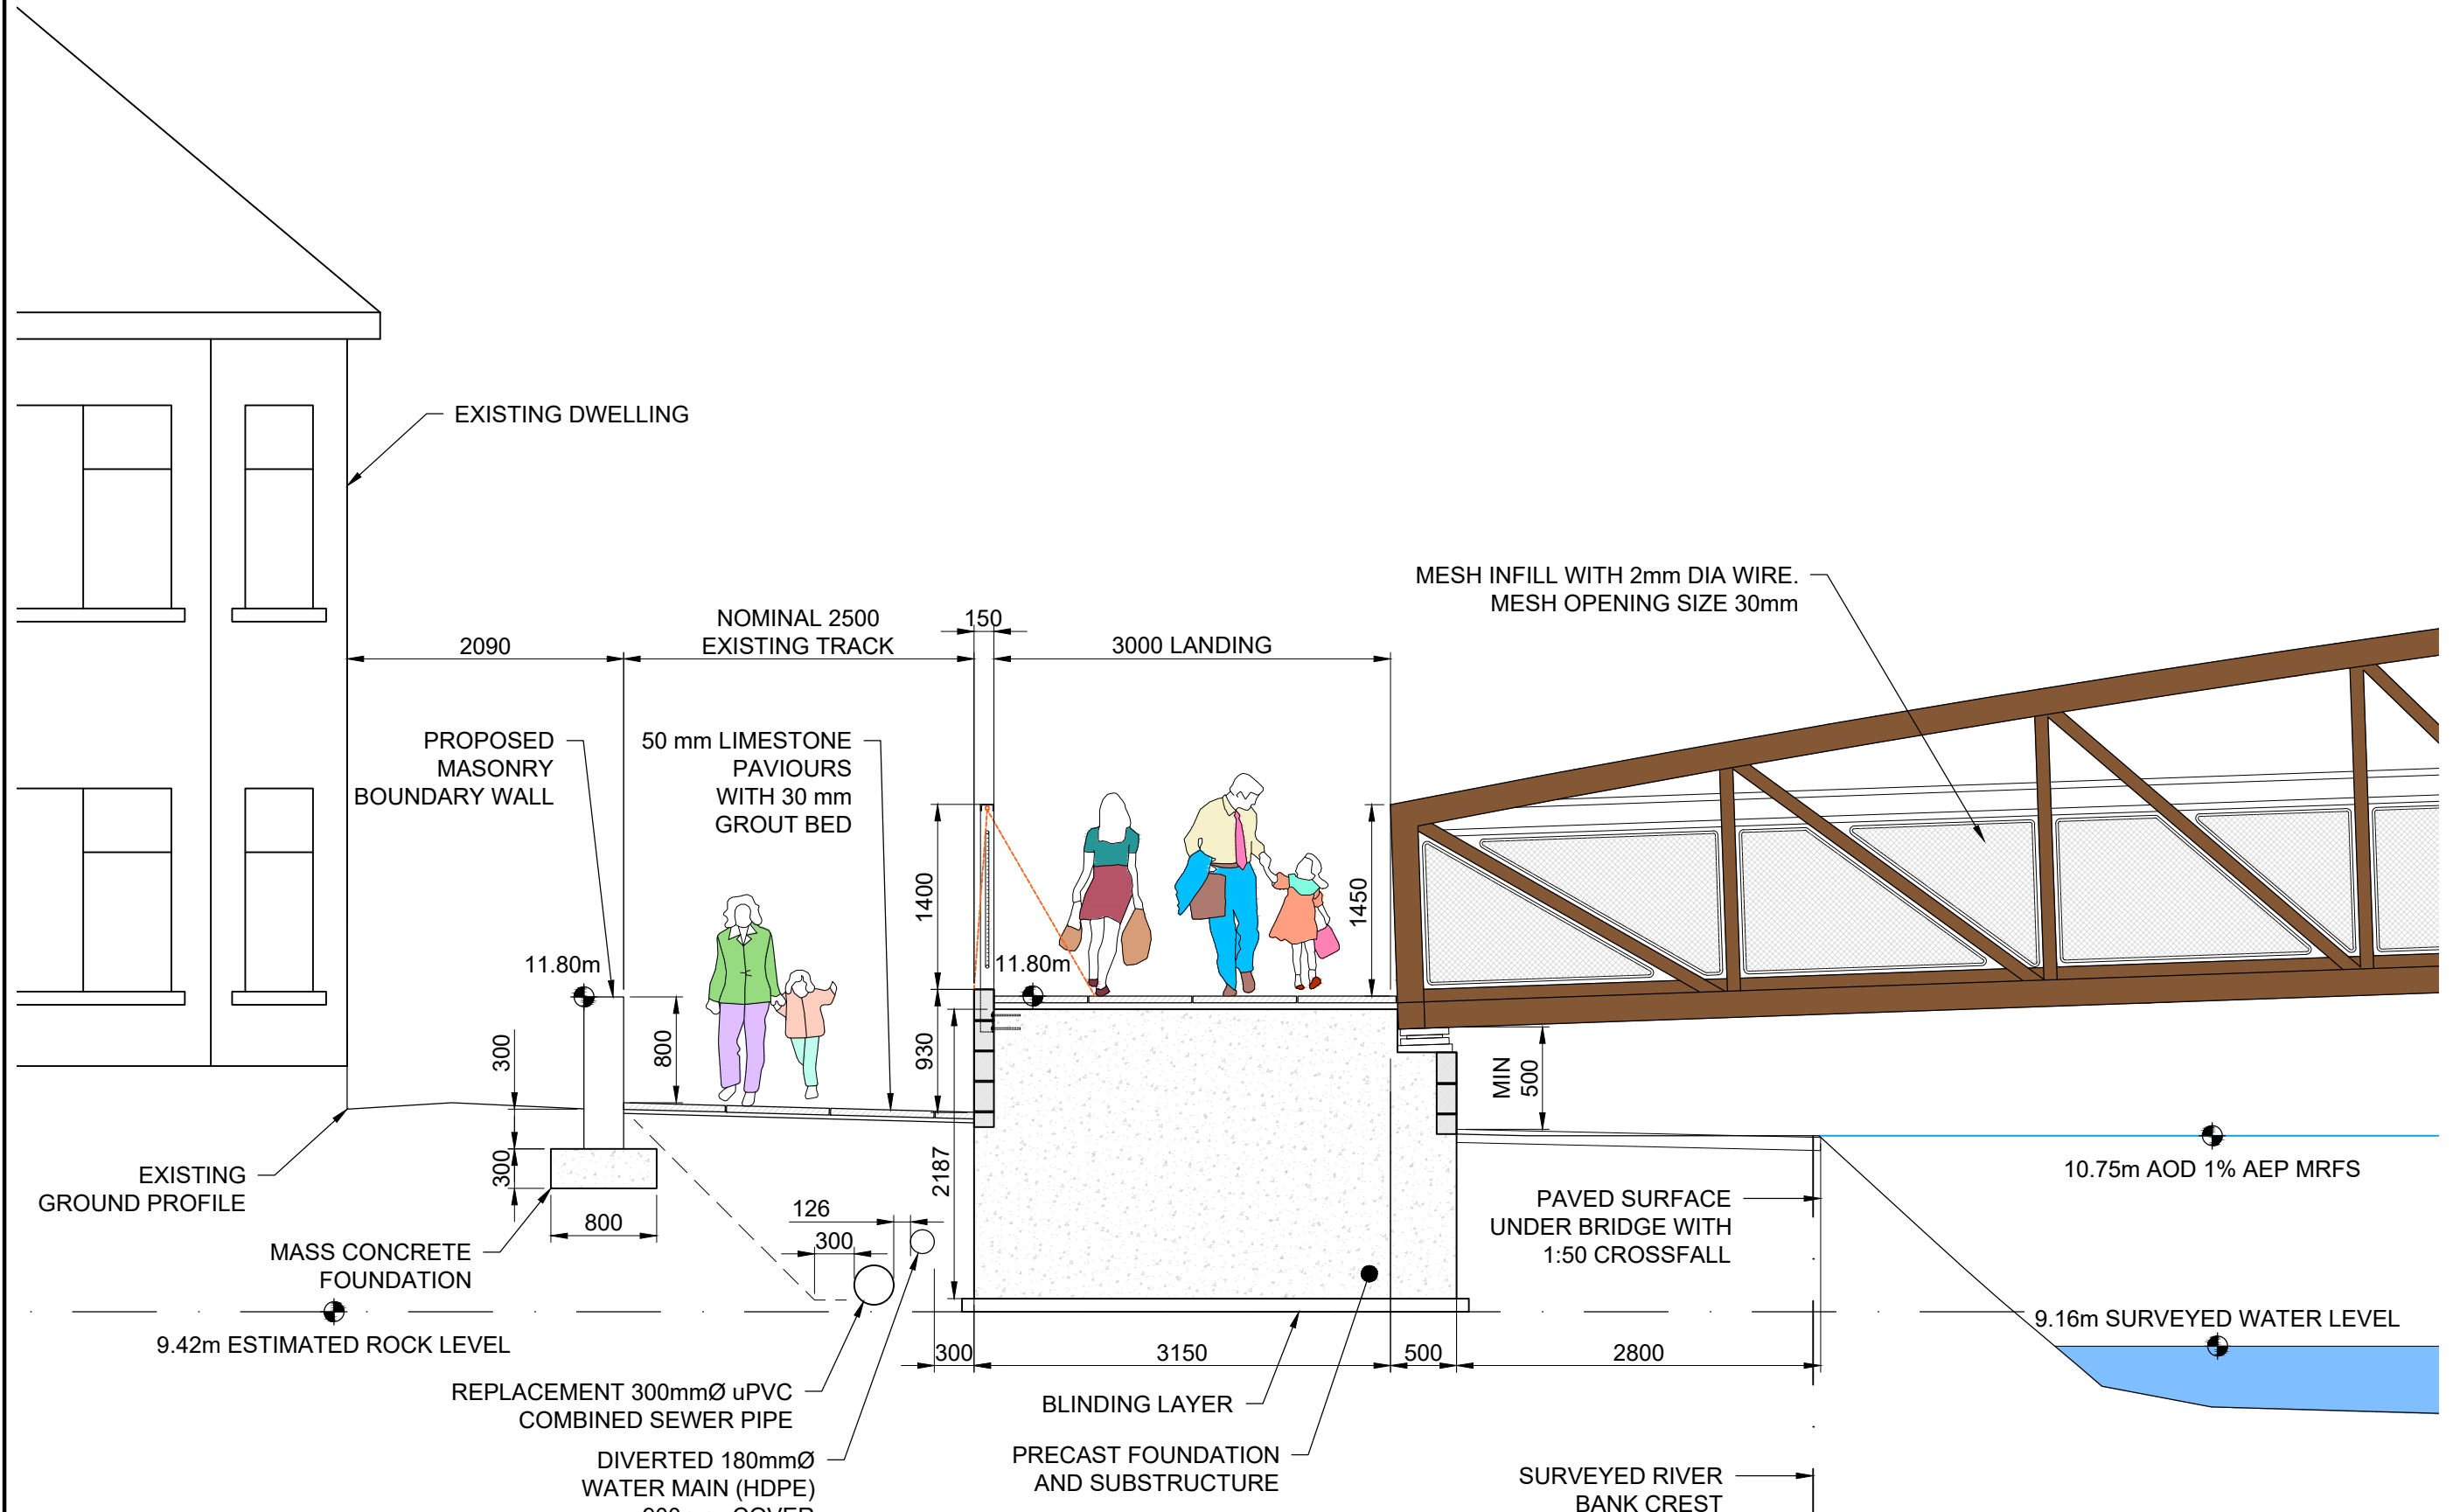 EXISTING DWELLING
MESH INFILL WITH 2mm DIA WIRE.
MESH OPENING SIZE 30mm
2090
NOMINAL 2500
EXISTING TRACK
150
3000 LANDING
PROPOSED
MASONRY
BOUNDARY WALL
50 mm LIMESTONE
PAVIOURS
WITH 30 mm
GROUT BED
1400
1450
11.80m
11.80m
300
800
930
MIN
500
300
2187
EXISTING
GROUND PROFILE
800
126
300
10.75m AOD 1% AEP MRFS
PAVED SURFACE
UNDER BRIDGE WITH
1:50 CROSSFALL
MASS CONCRETE
FOUNDATION
9.42m ESTIMATED ROCK LEVEL
9.16m SURVEYED WATER LEVEL
300
3150
500
2800
REPLACEMENT 300mmØ uPVC
COMBINED SEWER PIPE
BLINDING LAYER
DIVERTED 180mmØ
WATER MAIN (HDPE)
PRECAST FOUNDATION
AND SUBSTRUCTURE
SURVEYED RIVER
BANK CREST